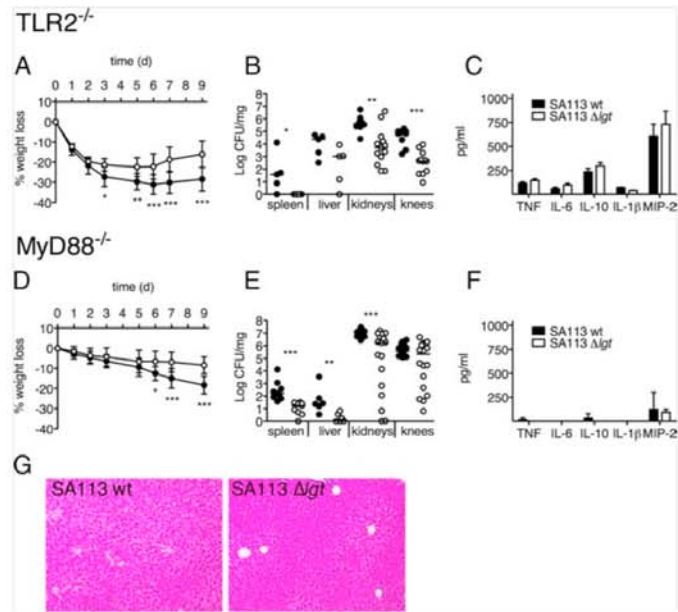 TLR2-/-
A
time (d)
0 1 2 3 4 5 6 7 8 9
10
0
-10
-20
-30
-40
% weight loss
* ** *** *** ***
B
8
7
6
5
4
3
2
1
0
Log CFU/mg
* ** ***
spleen liver kidneys knees
C
SA113 wt
SA113 Δlgt
1000
750
500
250
pg/ml
TNF IL-6 IL-10 IL-1β MIP-2
MyD88-/-
D
time (d)
0 1 2 3 4 5 6 7 8 9
10
0
-10
-20
-30
-40
% weight loss
* *** ***
E
8
7
6
5
4
3
2
1
0
Log CFU/mg
*** ** ***
spleen liver kidneys knees
F
SA113 wt
SA113 Δlgt
1000
750
500
250
pg/ml
TNF IL-6 IL-10 IL-1β MIP-2
G
SA113 wt
SA113 Δlgt